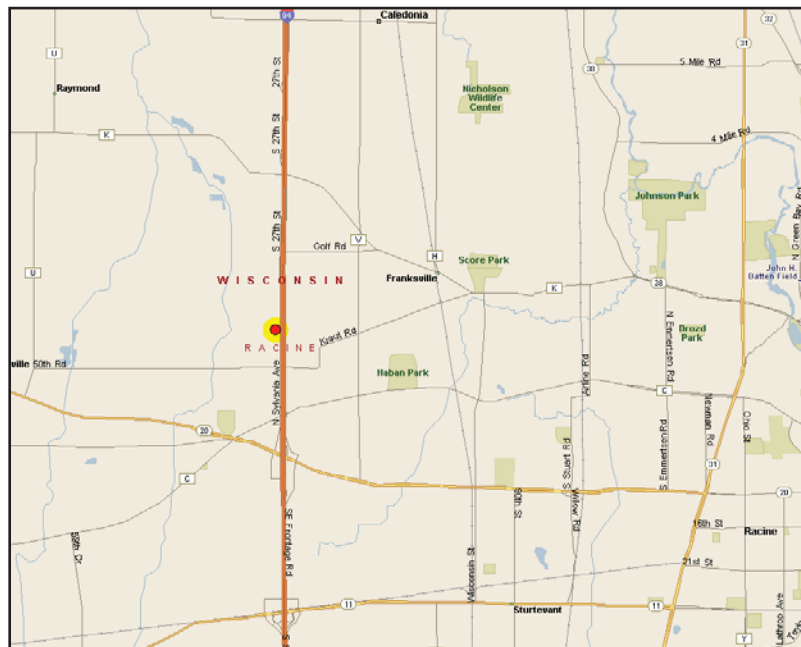 94
Caledonia
32
27th St
31
U
5 Mile Rd
38
Raymond
Nicholson
Wildlife
Center
S 27th St
K
4 Mile Rd
Johnson Park
S 27th St
N Green Bay Rd
V
Golf Rd
H
Score Park
U
WISCONSIN
Franksville
K
38
John H.
Batten Field
Kraut Rd
N Emmertsen Rd
Drozd
Park
RACINE
ville 50th Rd
N Sylvania Ave
Haban Park
Airline Rd
C
Newman Rd
Ohio St
20
S Stuart Rd
S Emmertsen Rd
31
C
20
90th St
Willow Rd
SE Frontage Rd
16th St
Racine
Wisconsin St
21st St
11
Sturtevant
11
Lathrop Ave
S
Y